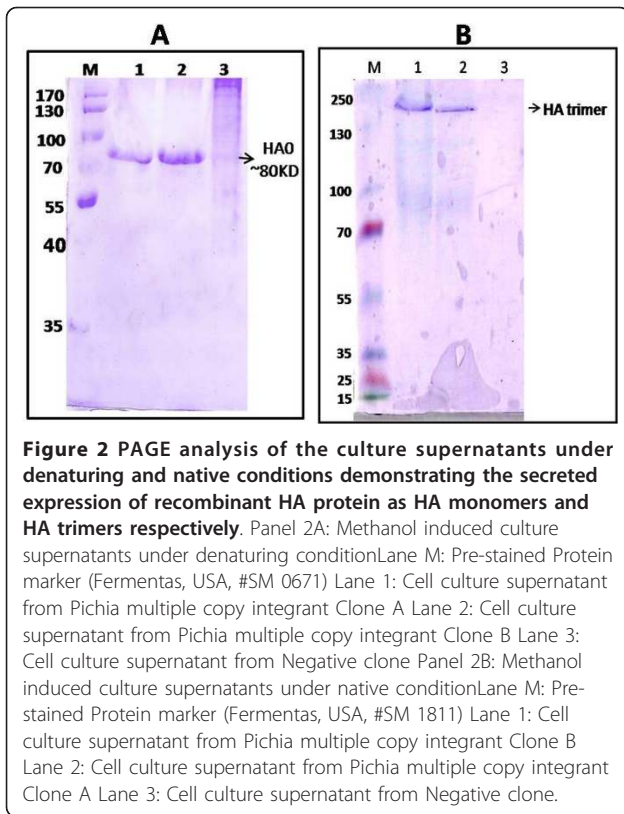 A
B
M 1 2 3
M 1 2 3
170
130
100
70
55
40
35
HA0
~80KD
250
130
100
70
55
35
25
15
HA trimer
Figure 2 PAGE analysis of the culture supernatants under
denaturing and native conditions demonstrating the secreted
expression of recombinant HA protein as HA monomers and
HA trimers respectively. Panel 2A: Methanol induced culture
supernatants under denaturing conditionLane M: Pre-stained Protein
marker (Fermentas, USA, #SM 0671) Lane 1: Cell culture supernatant
from Pichia multiple copy integrant Clone A Lane 2: Cell culture
supernatant from Pichia multiple copy integrant Clone B Lane 3:
Cell culture supernatant from Negative clone Panel 2B: Methanol
induced culture supernatants under native conditionLane M: Pre-
stained Protein marker (Fermentas, USA, #SM 1811) Lane 1: Cell
culture supernatant from Pichia multiple copy integrant Clone B
Lane 2: Cell culture supernatant from Pichia multiple copy integrant
Clone A Lane 3: Cell culture supernatant from Negative clone.